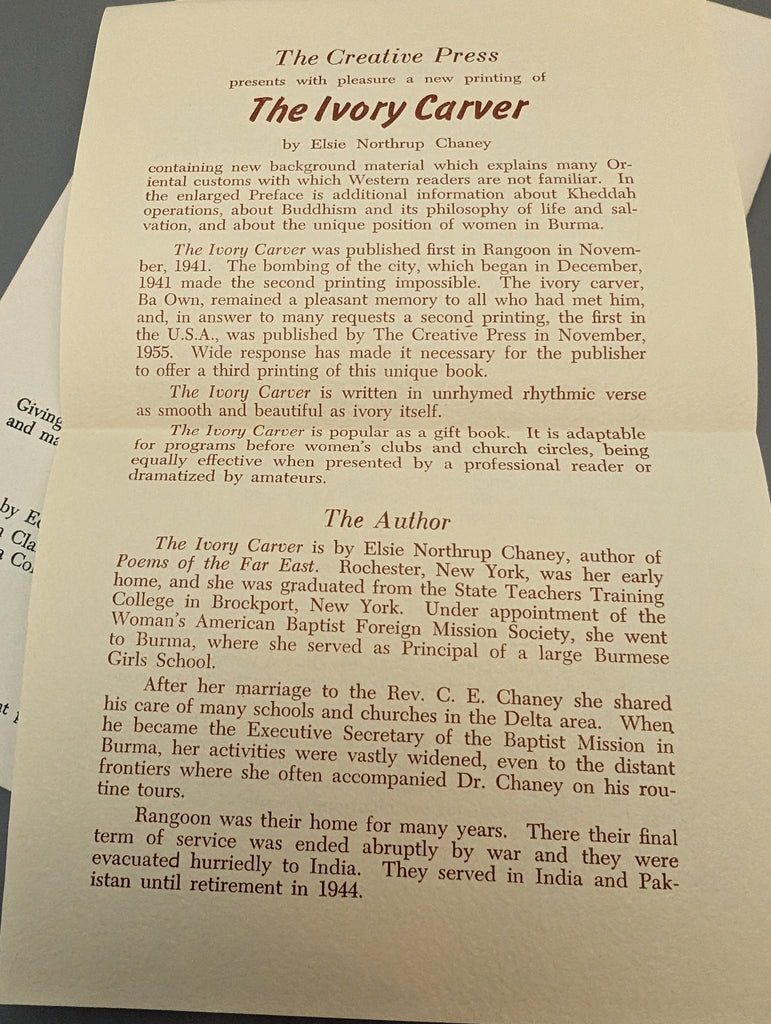 The Creative Press
presents with pleasure a new printing of
The Ivory Carver
by Elsie Northrup Chaney
containing new background material which explains many Or-
iental customs with which Western readers are not familiar. In
the enlarged Preface is additional information about Kheddah
operations, about Buddhism and its philosophy of life and sal-
vation, and about the unique position of women in Burma.
The Ivory Carver was published first in Rangoon in Novem-
ber, 1941. The bombing of the city, which began in December,
1941 made the second printing impossible. The ivory carver,
Ba Own, remained a pleasant memory to all who had met him,
and, in answer to many requests a second printing, the first in
the U.S.A., was published by The Creative Press in November,
1955. Wide response has made it necessary for the publisher
to offer a third printing of this unique book.
The Ivory Carver is written in unrhymed rhythmic verse
as smooth and beautiful as ivory itself.
The Ivory Carver is popular as a gift book. It is adaptable
for programs before women's clubs and church circles, being
equally effective when presented by a professional reader or
dramatized by amateurs.
The Author
The Ivory Carver is by Elsie Northrup Chaney, author of
Poems of the Far East. Rochester, New York, was her early
home, and she was graduated from the State Teachers Training
College in Brockport, New York. Under appointment of the
Woman's American Baptist Foreign Mission Society, she went
to Burma, where she served as Principal of a large Burmese
Girls School.
After her marriage to the Rev. C. E. Chaney she shared
his care of many schools and churches in the Delta area. When
he became the Executive Secretary of the Baptist Mission in
Burma, her activities were vastly widened, even to the distant
frontiers where she often accompanied Dr. Chaney on his rou-
tine tours.
Rangoon was their home for many years. There their final
term of service was ended abruptly by war and they were
evacuated hurriedly to India. They served in India and Pak-
istan until retirement in 1944.
Giving
and
by